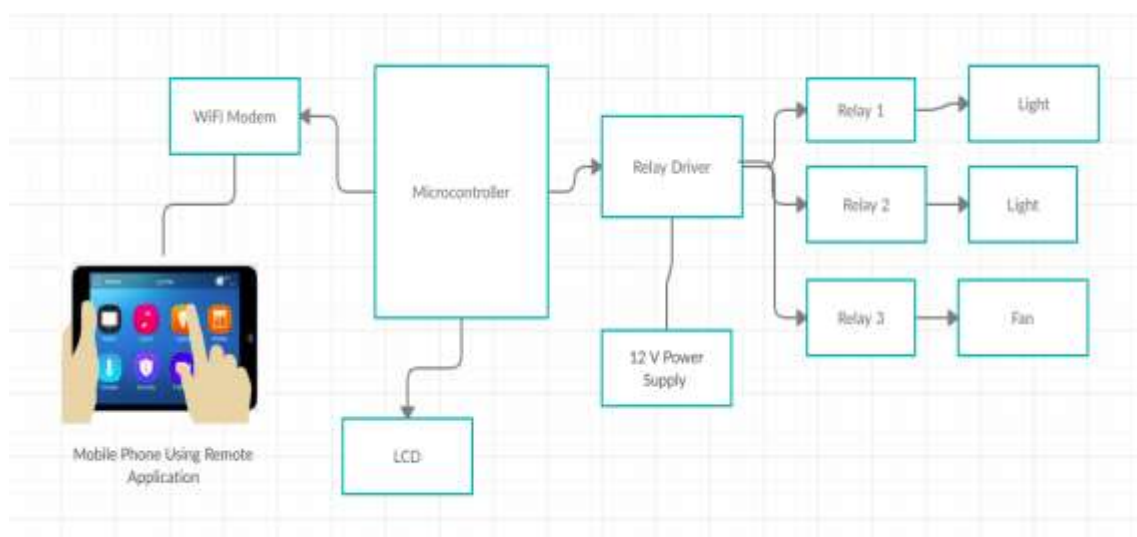 WiFi Modem
Microcontroller
Relay Driver
Relay 1
Light
Relay 2
Light
Relay 3
Fan
12 V Power
Supply
LCD
Mobile Phone Using Remote
Application